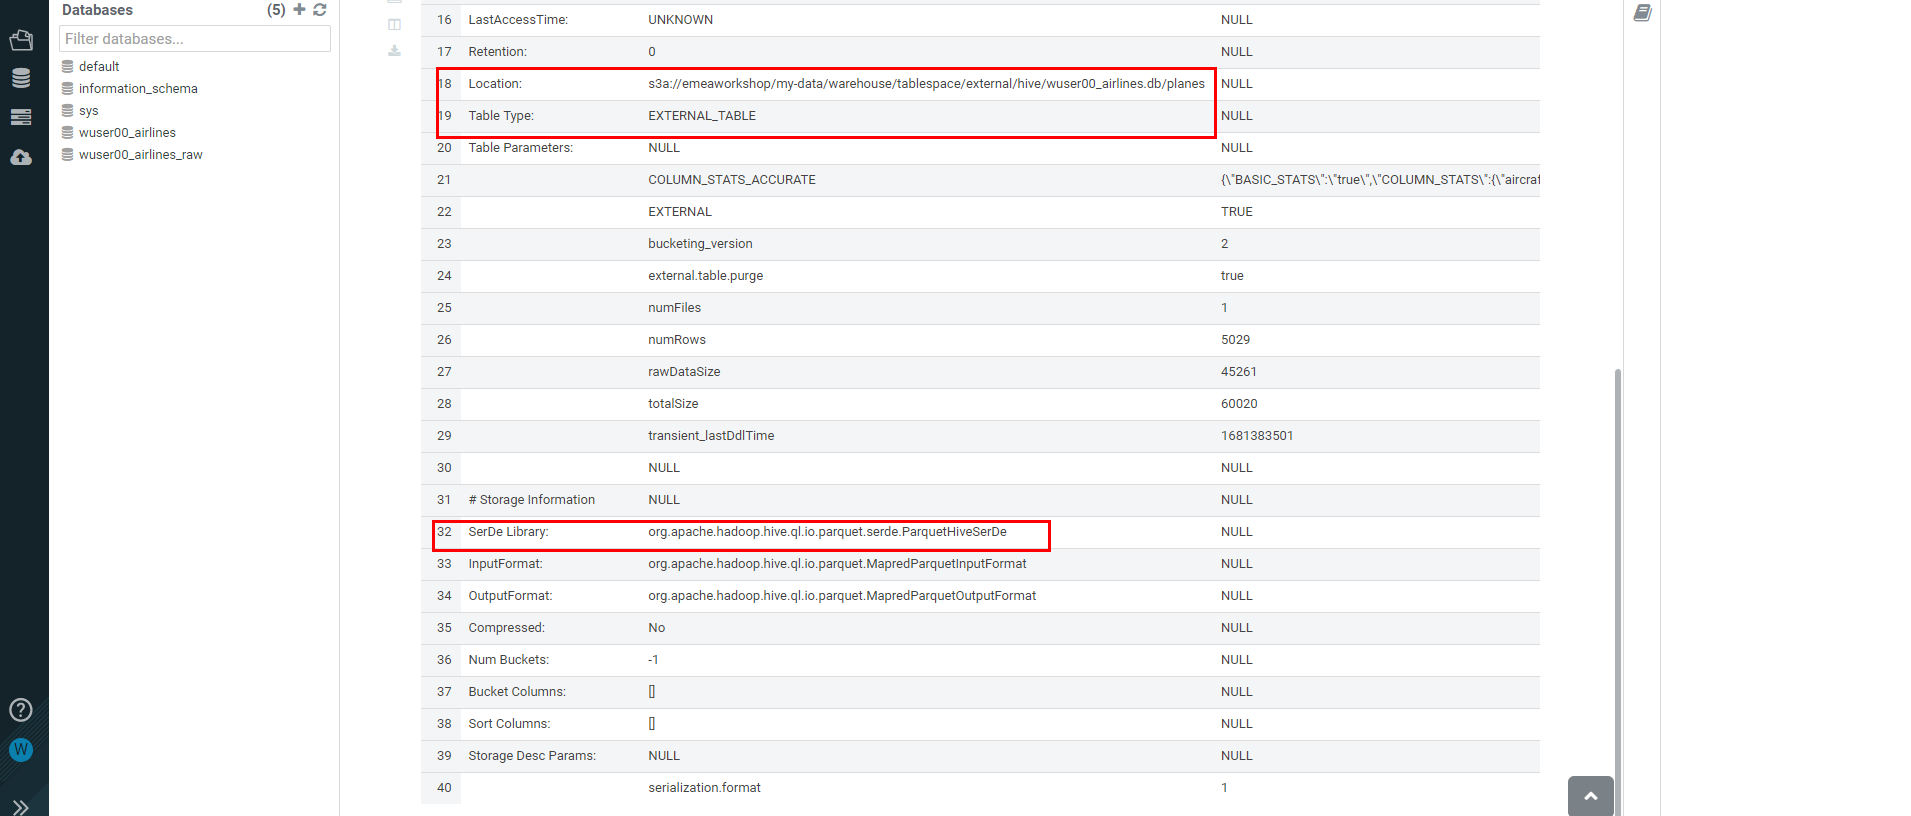 Databases (5)
Filter databases...
default
information_schema
sys
wuser00_airlines
wuser00_airlines_raw
W
16 LastAccessTime: UNKNOWN NULL
17 Retention: 0 NULL
18 Location: s3a://emeaworkshop/my-data/warehouse/tablespace/external/hive/wuser00_airlines.db/planes NULL
19 Table Type: EXTERNAL_TABLE NULL
20 Table Parameters: NULL NULL
21 COLUMN_STATS_ACCURATE {\"BASIC_STATS\":\"true\",\"COLUMN_STATS\":{\"aircraf
22 EXTERNAL TRUE
23 bucketing_version 2
24 external.table.purge true
25 numFiles 1
26 numRows 5029
27 rawDataSize 45261
28 totalSize 60020
29 transient_lastDdlTime 1681383501
30 NULL NULL
31 # Storage Information NULL NULL
32 SerDe Library: org.apache.hadoop.hive.ql.io.parquet.serde.ParquetHiveSerDe NULL
33 InputFormat: org.apache.hadoop.hive.ql.io.parquet.MapredParquetInputFormat NULL
34 OutputFormat: org.apache.hadoop.hive.ql.io.parquet.MapredParquetOutputFormat NULL
35 Compressed: No NULL
36 Num Buckets: -1 NULL
37 Bucket Columns: [] NULL
38 Sort Columns: [] NULL
39 Storage Desc Params: NULL NULL
40 serialization.format 1